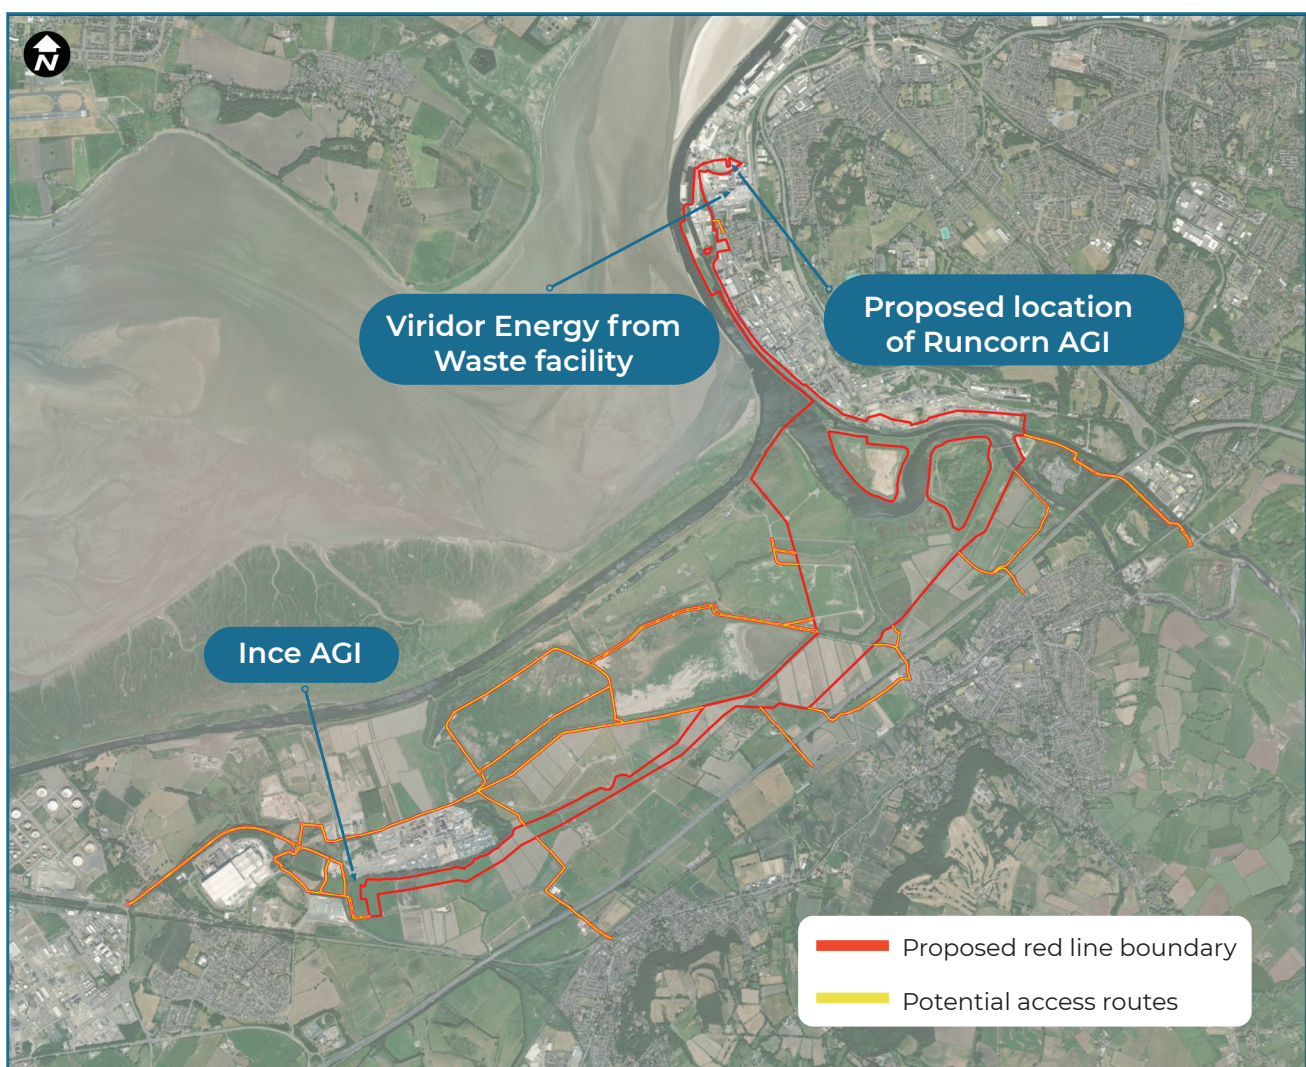 N
Viridor Energy from
Waste facility
Proposed location
of Runcorn AGI
Ince AGI
Proposed red line boundary
Potential access routes